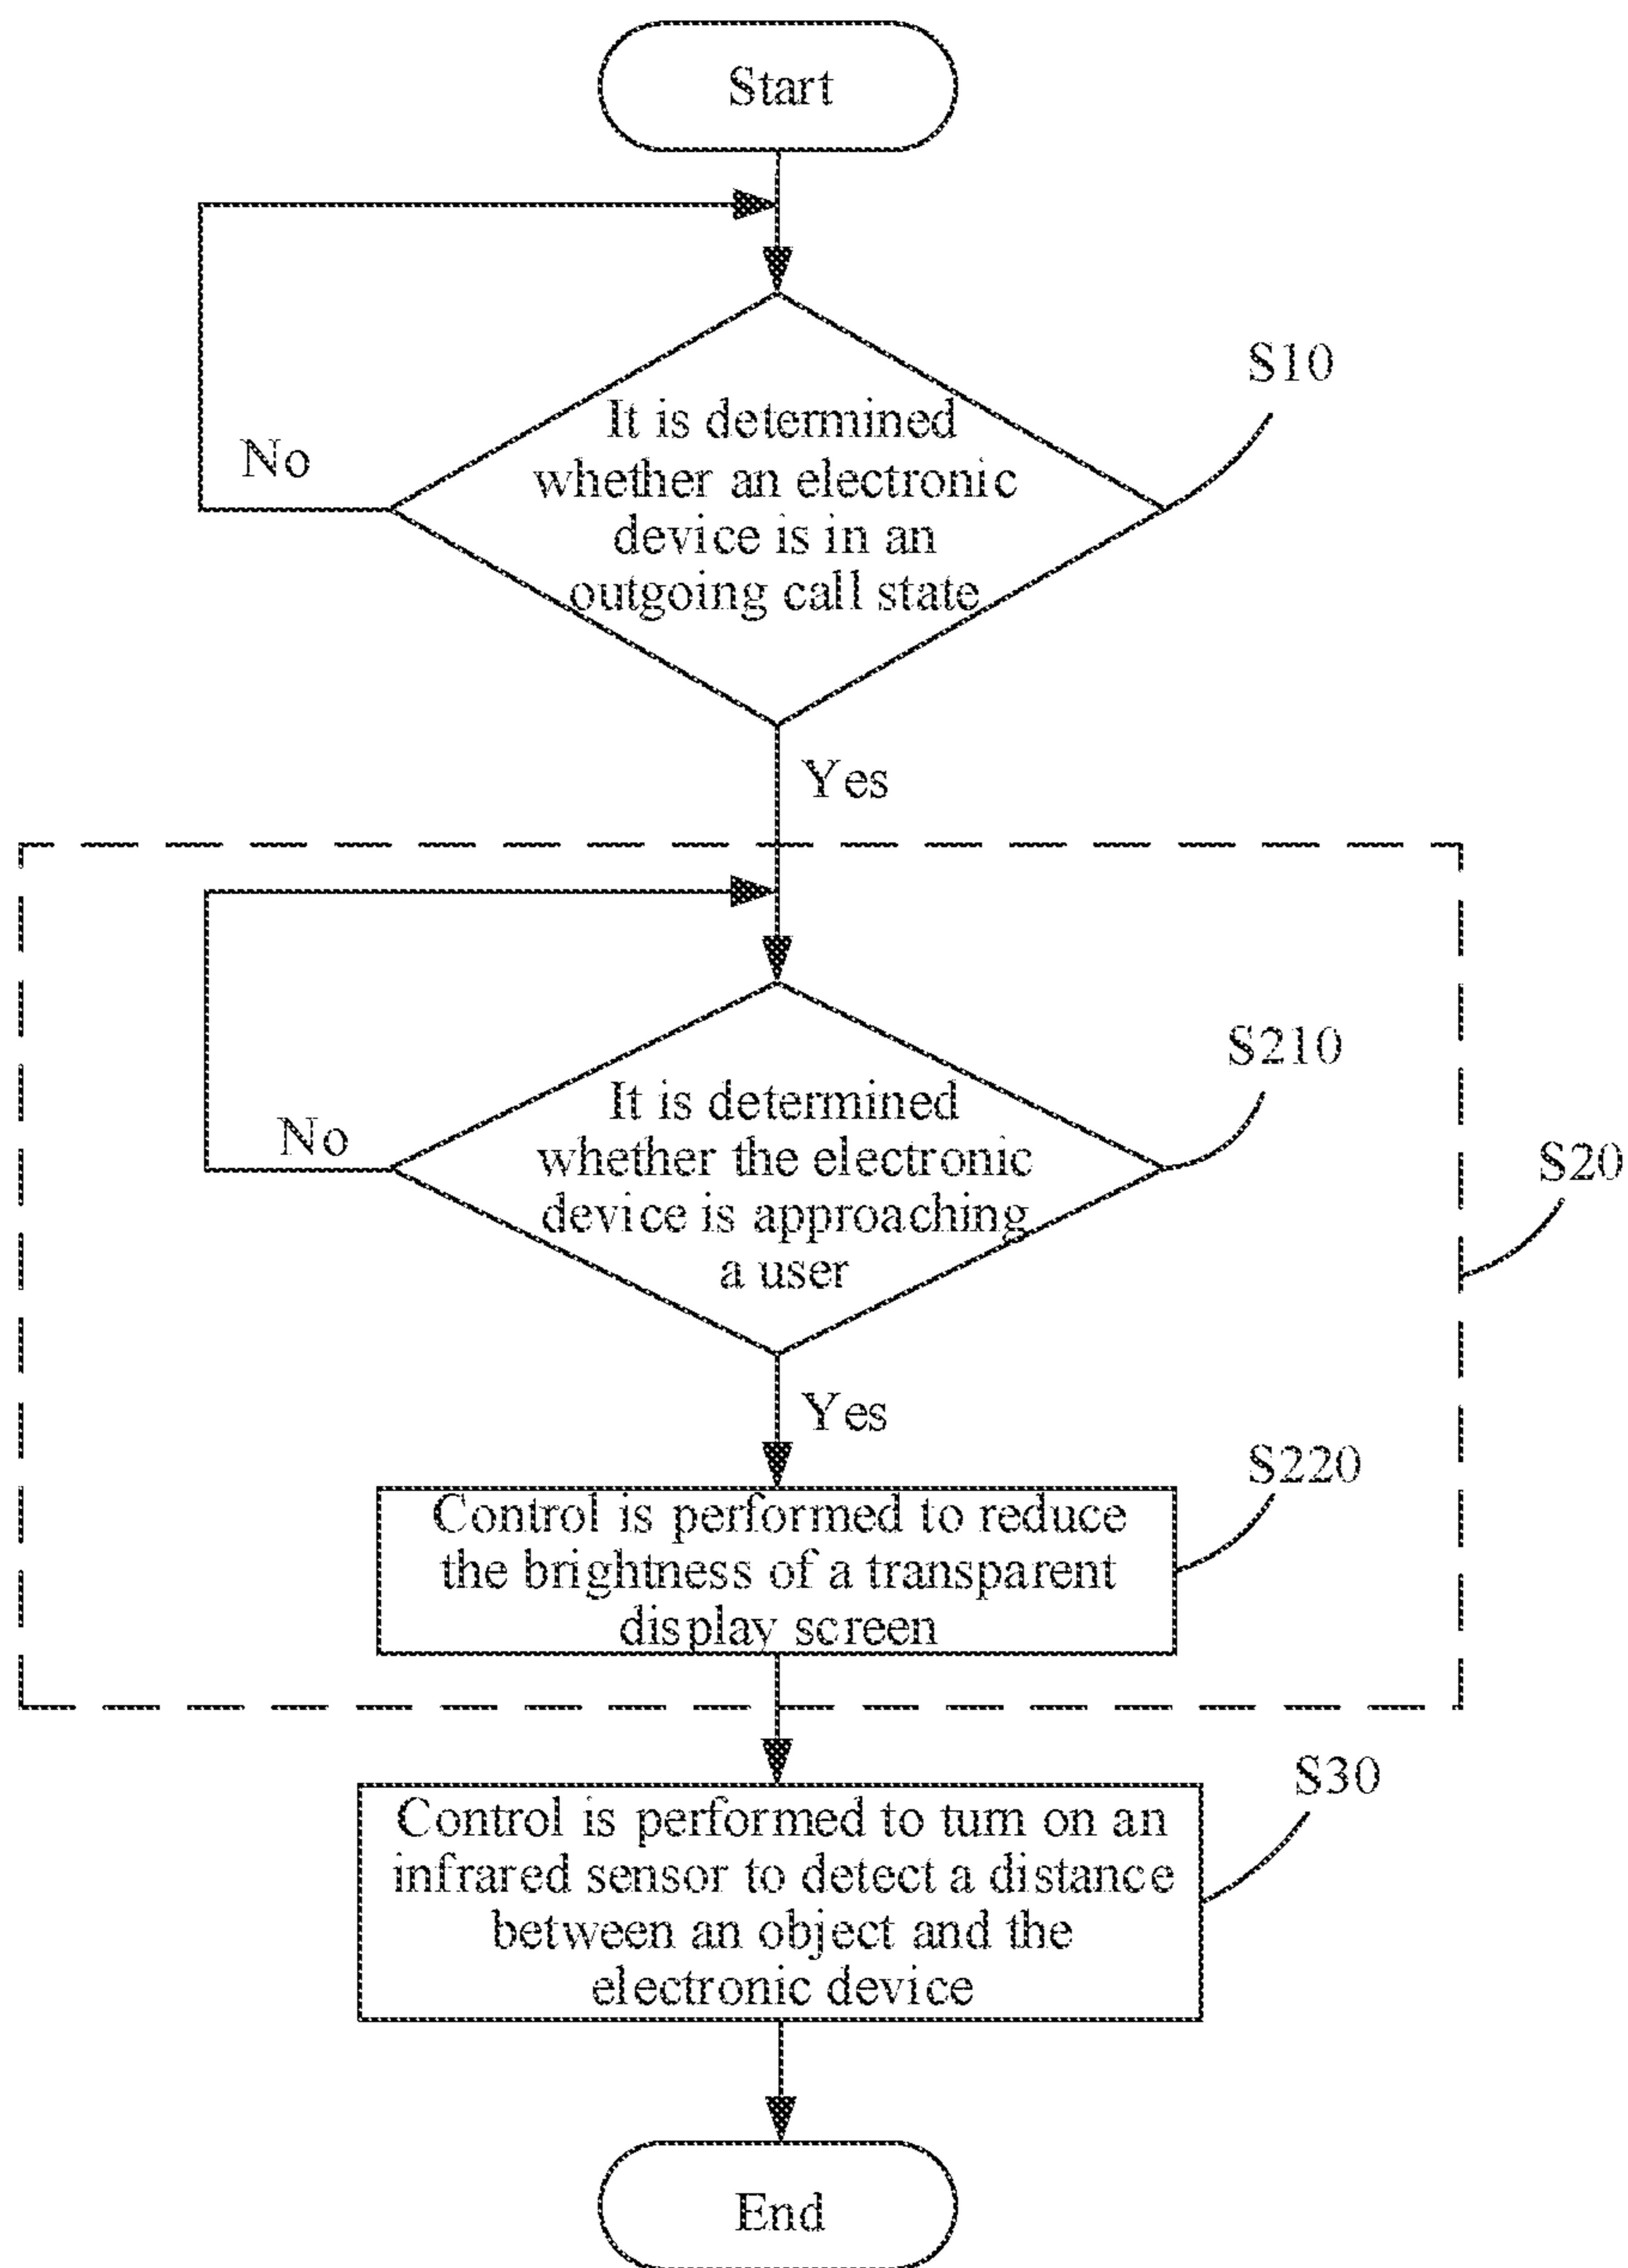 Start
S10
It is determined
whether an electronic
device is in an
outgoing call state
No
Yes
S210
It is determined
whether the electronic
device is approaching
a user
No
S20
Yes
S220
Control is performed to reduce
the brightness of a transparent
display screen
S30
Control is performed to turn on an
infrared sensor to detect a distance
between an object and the
electronic device
End